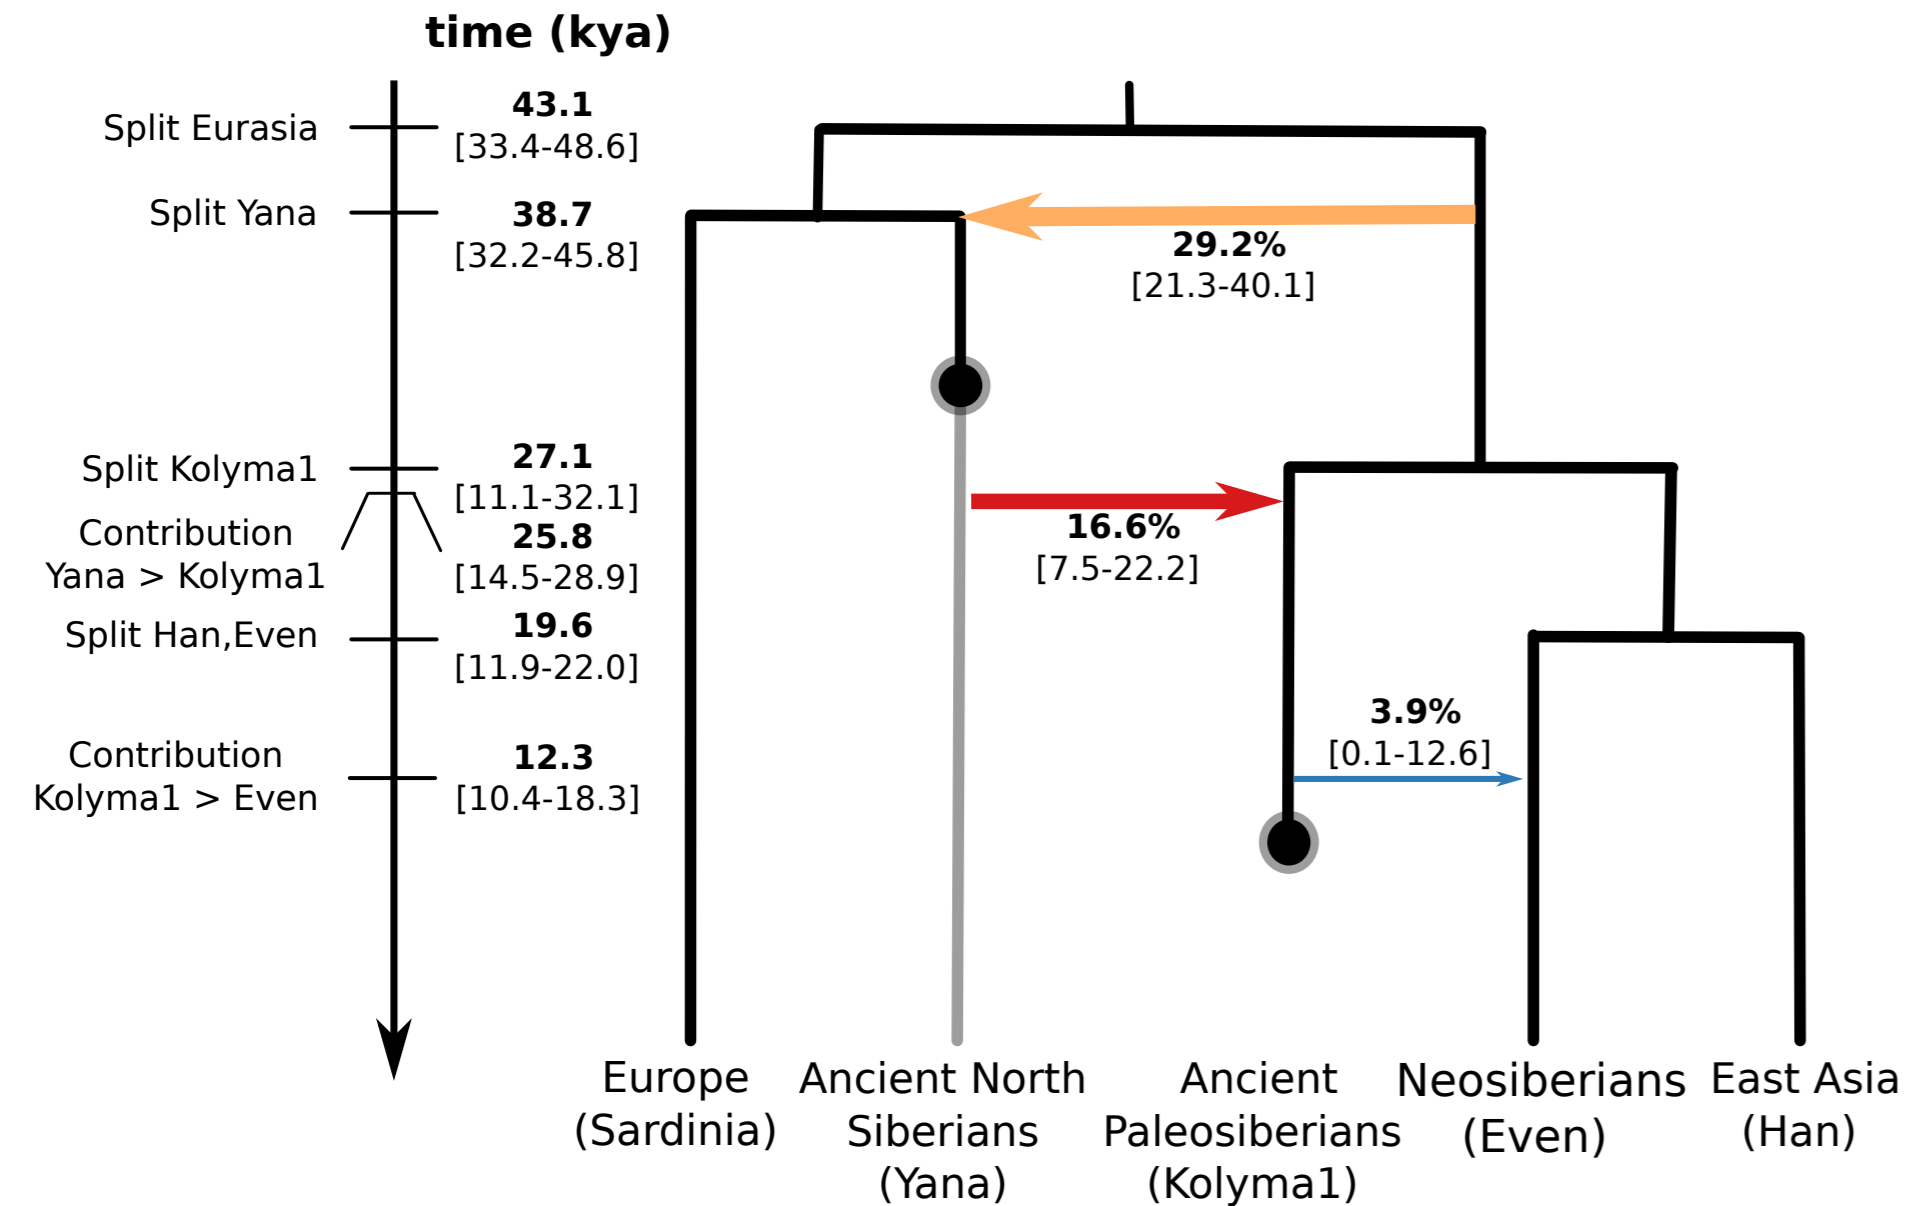 time (kya)
Split Eurasia
43.1
[33.4-48.6]
Split Yana
38.7
[32.2-45.8]
29.2%
[21.3-40.1]
Split Kolyma1
27.1
[11.1-32.1]
Contribution
Yana > Kolyma1
25.8
[14.5-28.9]
16.6%
[7.5-22.2]
Split Han,Even
19.6
[11.9-22.0]
3.9%
[0.1-12.6]
Contribution
Kolyma1 > Even
12.3
[10.4-18.3]
Europe
(Sardinia)
Ancient North
Siberians
(Yana)
Ancient
Paleosiberians
(Kolyma1)
Neosiberians
(Even)
East Asia
(Han)